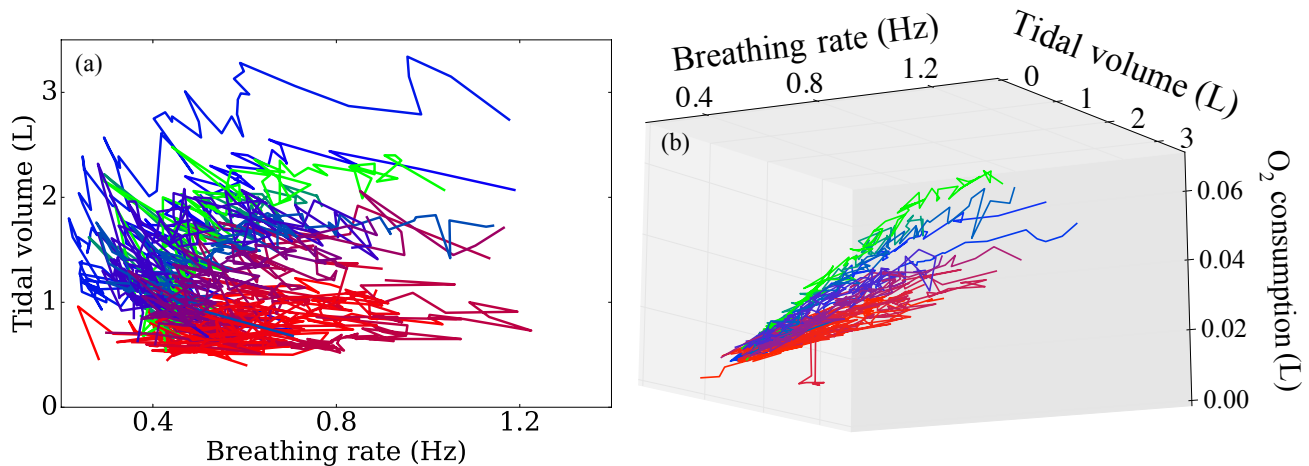 (a)
Tidal volume (L)
3
2
1
0
0.4 0.8 1.2
Breathing rate (Hz)
(b)
Breathing rate (Hz)
0.4 0.8 1.2
Tidal volume (L)
0 1 2 3
O₂ consumption (L)
0.06
0.04
0.02
0.00